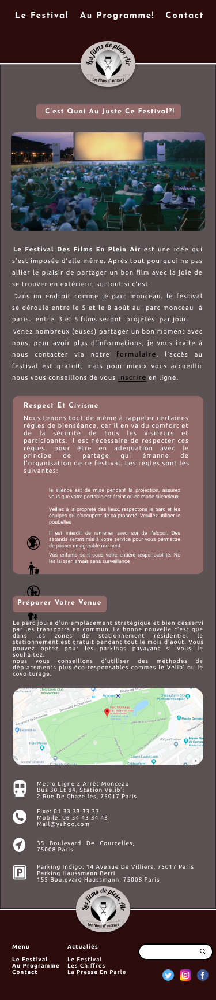 Le Festival Au Programme! Contact
Les films de plein Air
Les films d'auteurs
C'est Quoi Au Juste Ce Festival?!
Le Festival Des Films En Plein Air est une idée qui
s'est imposée d'elle même. Après tout pourquoi ne pas
allier le plaisir de partager un bon film avec la joie de
se trouver en extérieur, surtout si c'est
Dans un endroit comme le parc monceau. le festival
se déroule entre le 5 et le 8 août au parc monceau à
paris. entre 3 et 5 films seront projétés par jour.
venez nombreux (euses) partager un bon moment avec
nous. pour avoir plus d'informations, je vous invite à
nous contacter via notre formulaire. l'accès au
festival est gratuit, mais pour mieux vous accueillir
nous vous conseillons de vous inscrire en ligne.
Respect Et Civisme
Nous tenons tout de même à rappeler certaines
règles de bienséance, car il en va du comfort et
de la sécurité de tous les visiteurs et
participants. Il est nécessaire de respecter ces
règles, pour être en adéquation avec le
principe de partage qui émanne de
l'organisation de ce festival. Les règles sont les
suivantes:
le silence est de mise pendant la projection, assurez
vous que votre portable est éteint ou en mode silencieux
Veillez à la propreté des lieux, respectons le parc et les
équipes qui s'occupent de sa propreté. Veuillez utiliser le
poubelles
Il est interdit de ramener avec soi de l'alcool. Des
satands seront mis à votre service pour vous permettre
de passer un agréable moment.
Vos enfants sont sous votre entière responsabilité. Ne
les laisser jamais sans surveillance
Préparer Votre Venue
Le parc jouie d'un emplacement stratégique et bien desservi
par les transports en commun. La bonne nouvelle c'est que
dans les zones de stationnement résidentiel le
stationnement est gratuit pendant tout le mois d'août. Vous
pouvez optez pour les parkings payayant si vous le
souhaitez.
nous vous conseillons d'utiliser des méthodes de
déplacements plus éco-responsables commes le Velib' ou le
covoiturage.
CMG Sports Club
One Monceau
Monceau
Châteauform' City
Monceau Velasquez
Parc Monceau
Boulevard de Courcelles
Boulevard de Courcelles
Musée Cernusc
Lycamobile
Morgan Stanley
Musée Nis
de Camon
Hôtel Mercier
Galerie Louise-Leiris
Société Générale
Ecole Internationale
Châteauform'
Metro Ligne 2 Arrêt Monceau
Bus 30 Et 84, Station Velib':
2 Rue De Chazelles, 75017 Paris
Fixe: 01 33 33 33 33
Mobile: 06 34 43 34 43
Mail@yahoo.com
35 Boulevard De Courcelles,
75008 Paris
P
Parking Indigo: 14 Avenue De Villiers, 75017 Paris
Parking Haussmann Berri
155 Boulevard Haussmann, 75008 Paris
Les films de plein Air
Les films d'auteurs
Menu
Le Festival
Au Programme
Contact
Actualiés
Le Festival
Les Chiffres
La Presse En Parle